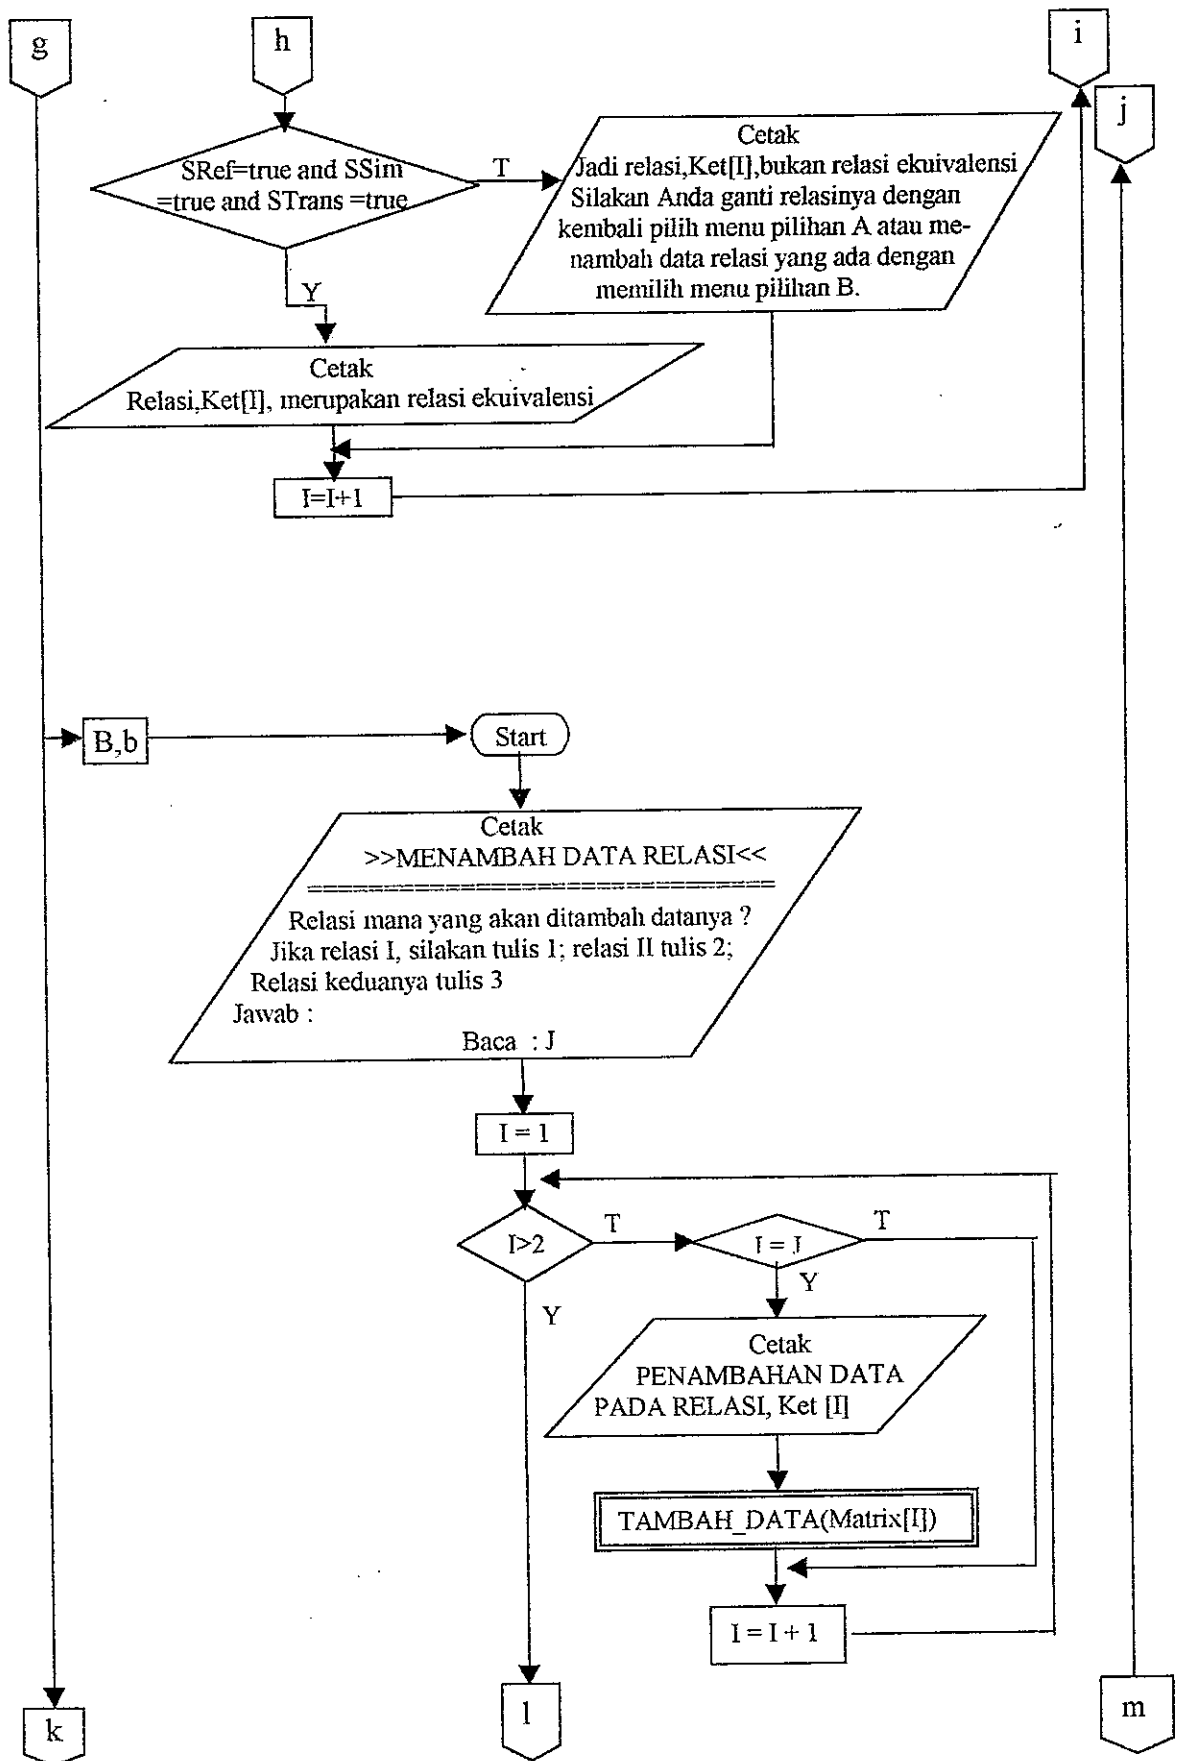 g
h
i
j
SRef=true and SSim
=true and STrans =true
T
Cetak
Jadi relasi,Ket[I],bukan relasi ekuivalensi
Silakan Anda ganti relasinya dengan
kembali pilih menu pilihan A atau me-
nambah data relasi yang ada dengan
memilih menu pilihan B.
Y
Cetak
Relasi,Ket[I], merupakan relasi ekuivalensi
I=I+1
B,b
Start
Cetak
>>MENAMBAH DATA RELASI<<
==============================
Relasi mana yang akan ditambah datanya ?
Jika relasi I, silakan tulis 1; relasi II tulis 2;
Relasi keduanya tulis 3
Jawab :
Baca : J
I = 1
I>2
T
I = J
T
Y
Y
Cetak
PENAMBAHAN DATA
PADA RELASI, Ket [I]
TAMBAH_DATA(Matrix[I])
I = I + 1
k
l
m